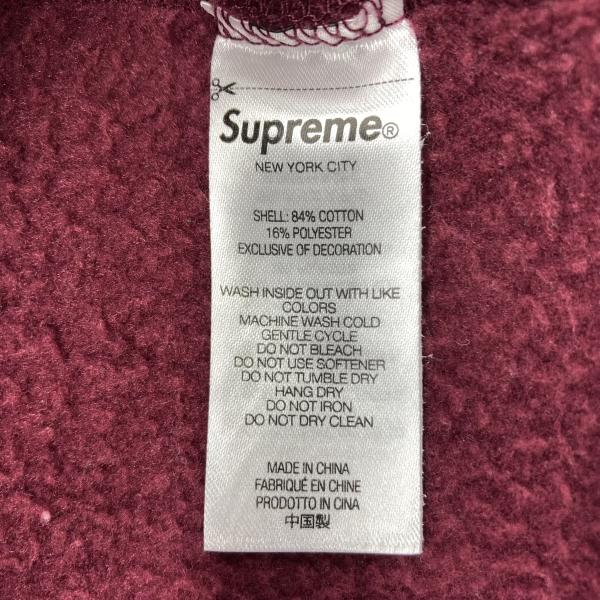 Supreme®
NEW YORK CITY
SHELL: 84% COTTON
16% POLYESTER
EXCLUSIVE OF DECORATION
WASH INSIDE OUT WITH LIKE
COLORS
MACHINE WASH COLD
GENTLE CYCLE
DO NOT BLEACH
DO NOT USE SOFTENER
DO NOT TUMBLE DRY
HANG DRY
DO NOT IRON
DO NOT DRY CLEAN
MADE IN CHINA
FABRIQUÉ EN CHINE
PRODOTTO IN CINA
中国製